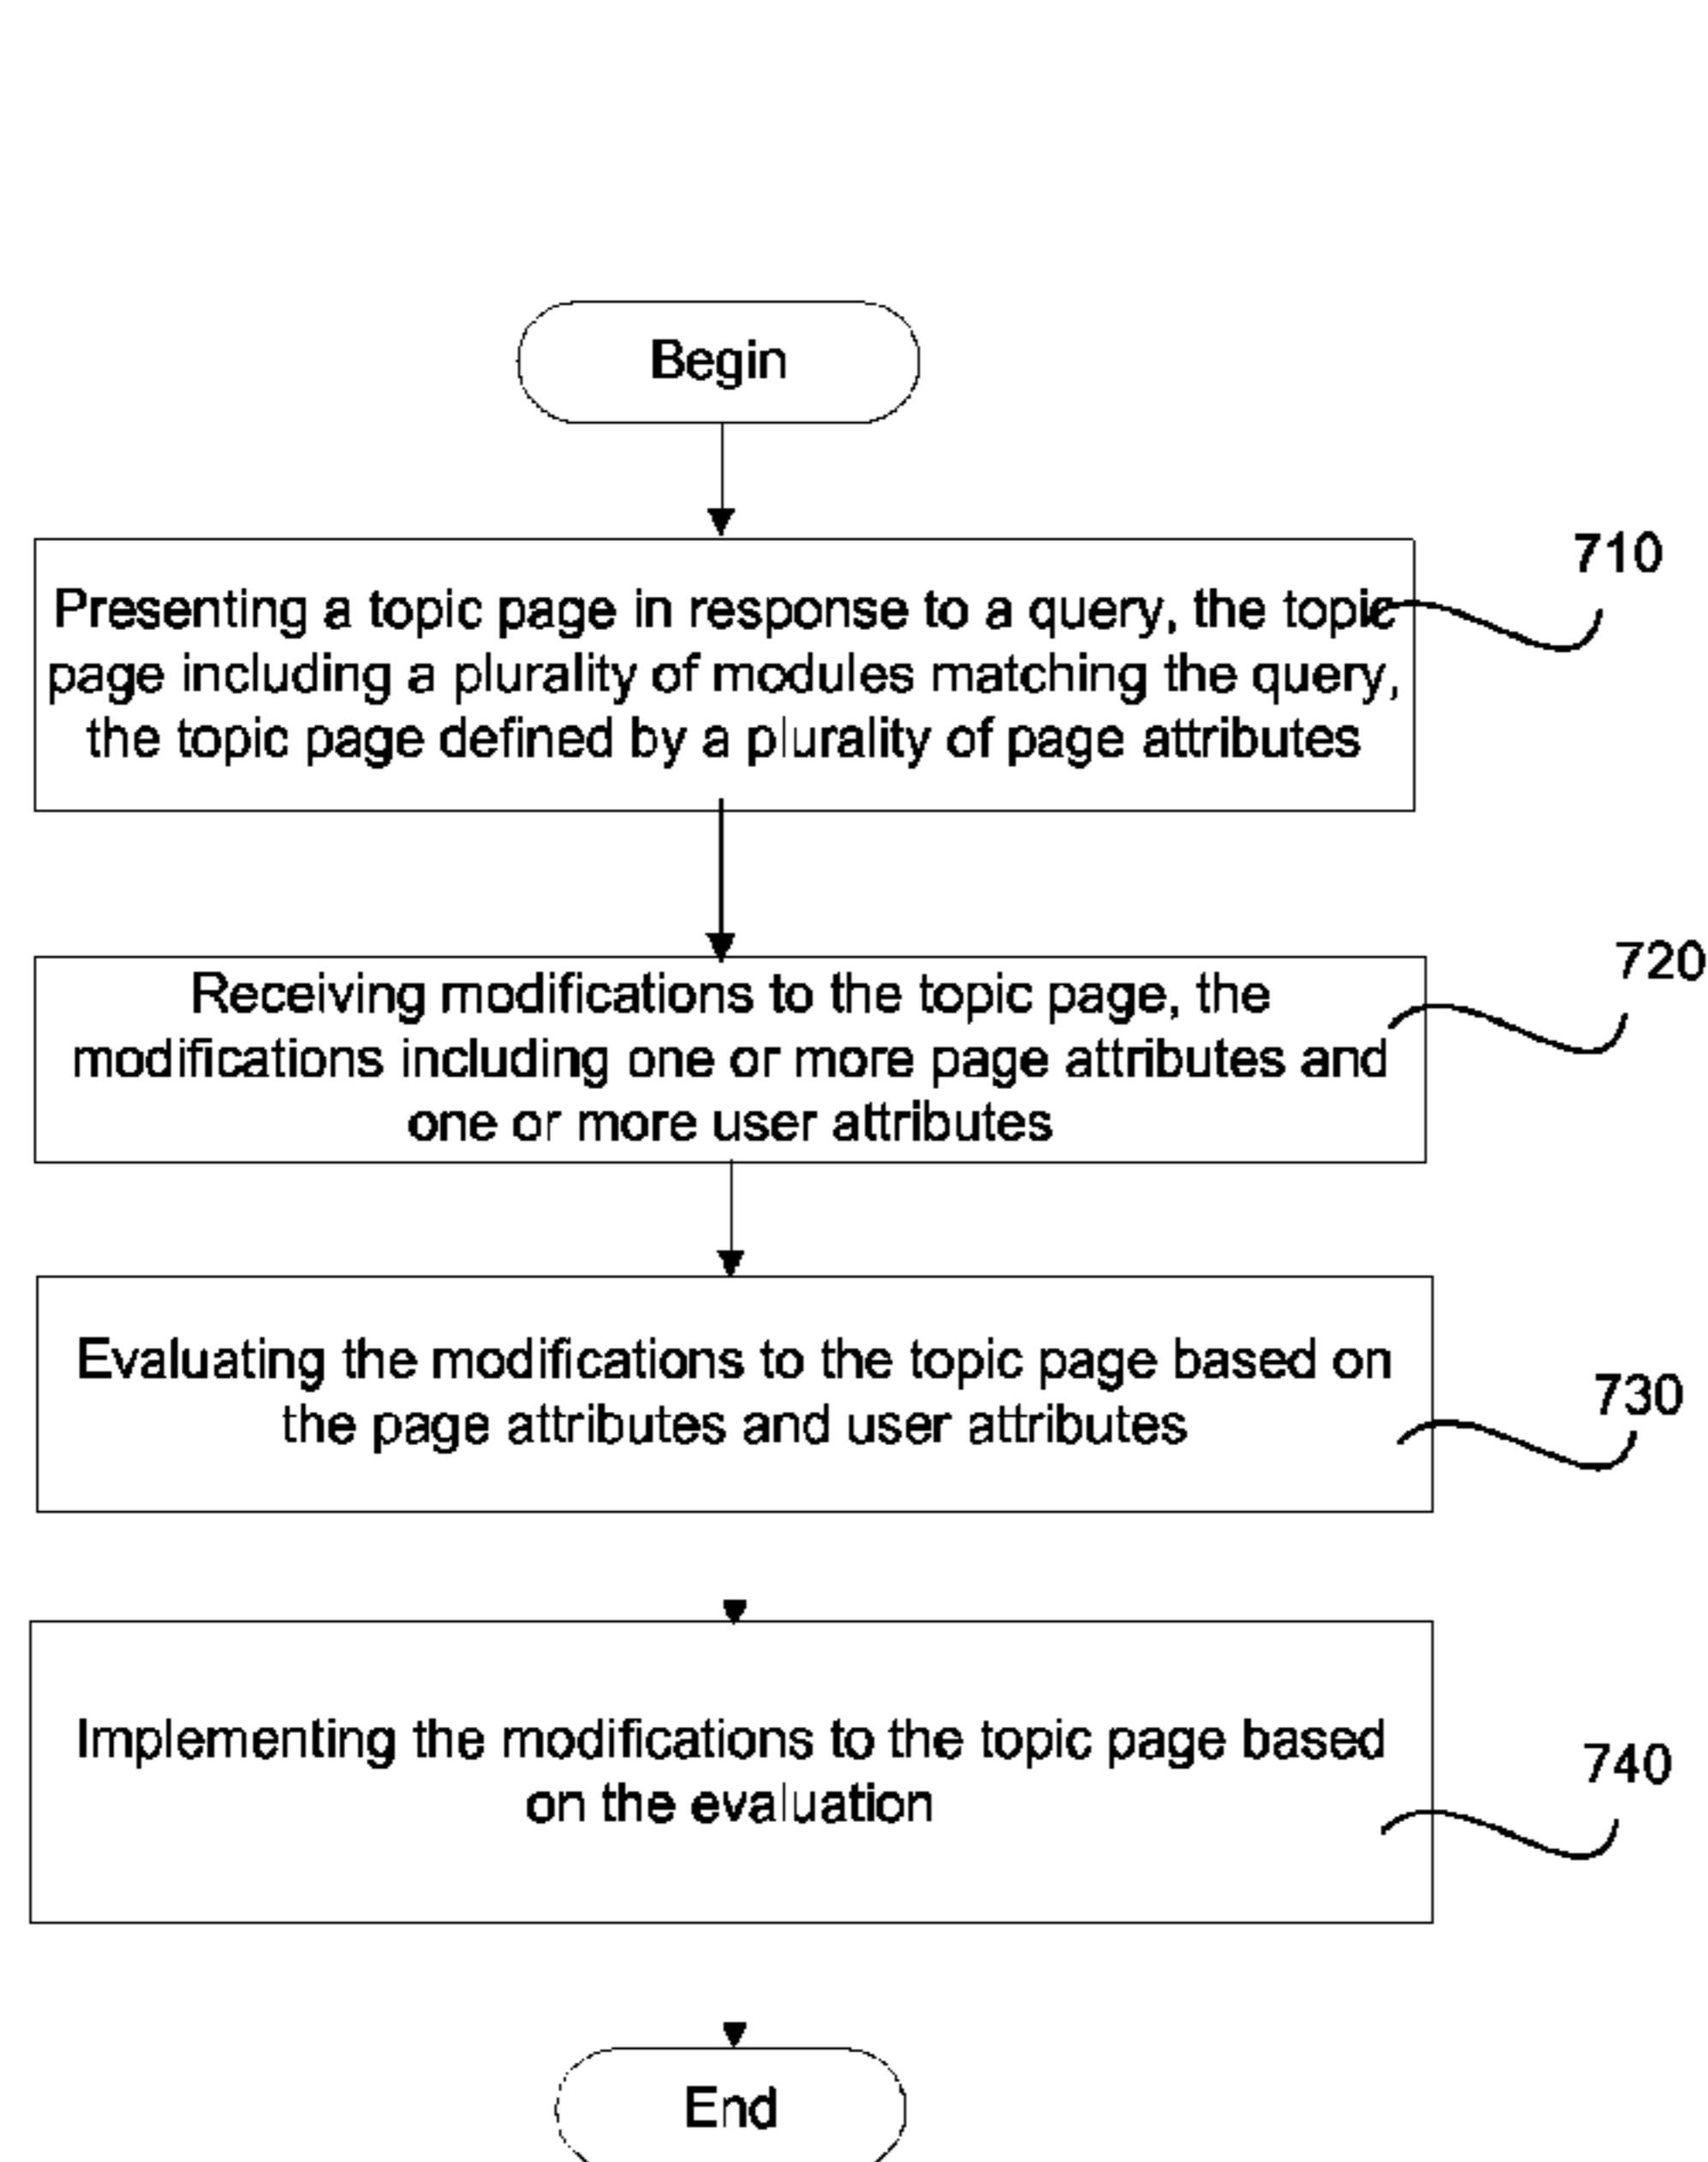 Begin
710
Presenting a topic page in response to a query, the topic
page including a plurality of modules matching the query,
the topic page defined by a plurality of page attributes
720
Receiving modifications to the topic page, the
modifications including one or more page attributes and
one or more user attributes
730
Evaluating the modifications to the topic page based on
the page attributes and user attributes
740
Implementing the modifications to the topic page based
on the evaluation
End